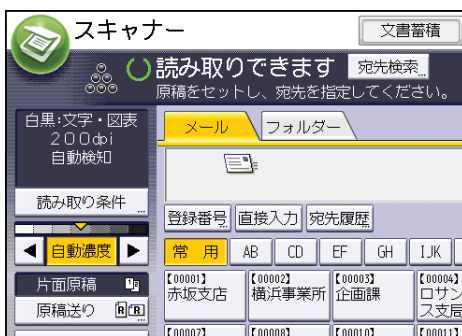 スキャナー
文書蓄積
読み取りできます
宛先検索
原稿をセットし、宛先を指定してください。
白黒:文字・図表
200dpi
自動検知
メール
フォルダー
読み取り条件
登録番号
直接入力
宛先履歴
自動濃度
常用
AB
CD
EF
GH
IJK
片面原稿
原稿送り
【00001】
赤坂支店
【00002】
横浜事業所
【00003】
企画課
【00004】
ロサン
ス支局
【00007】
【00008】
【00010】
【00011】